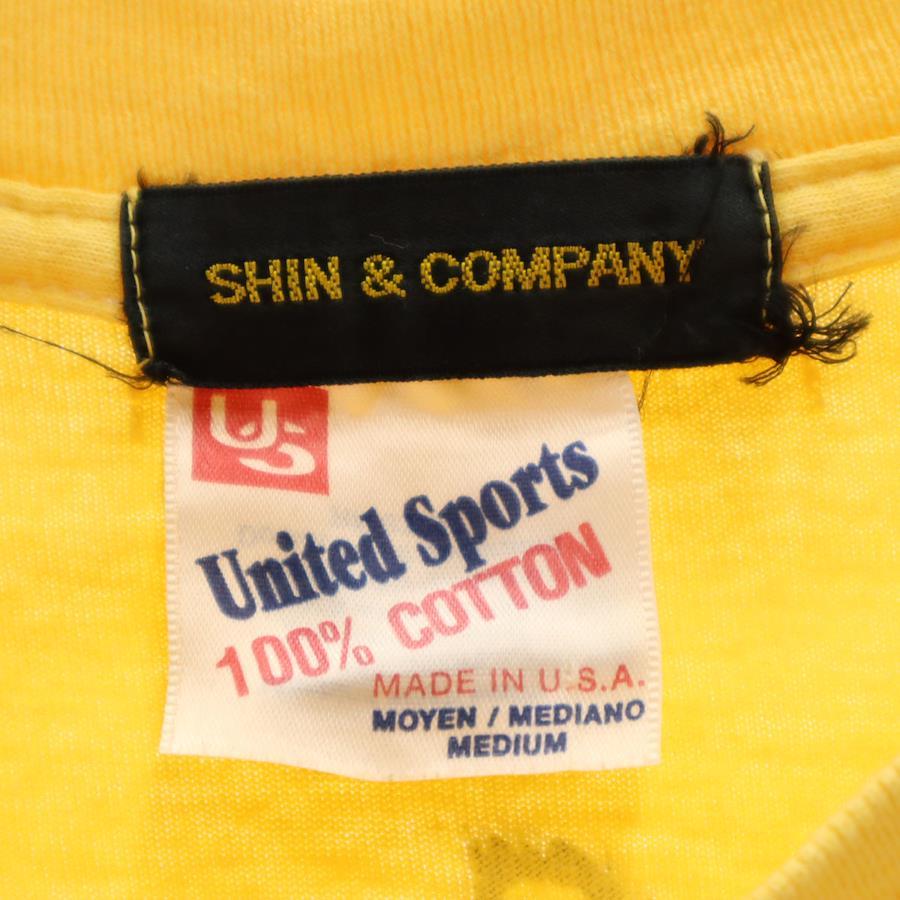 SHIN & COMPANY
US
United Sports
100% COTTON
MADE IN U.S.A.
MOYEN / MEDIANO
MEDIUM